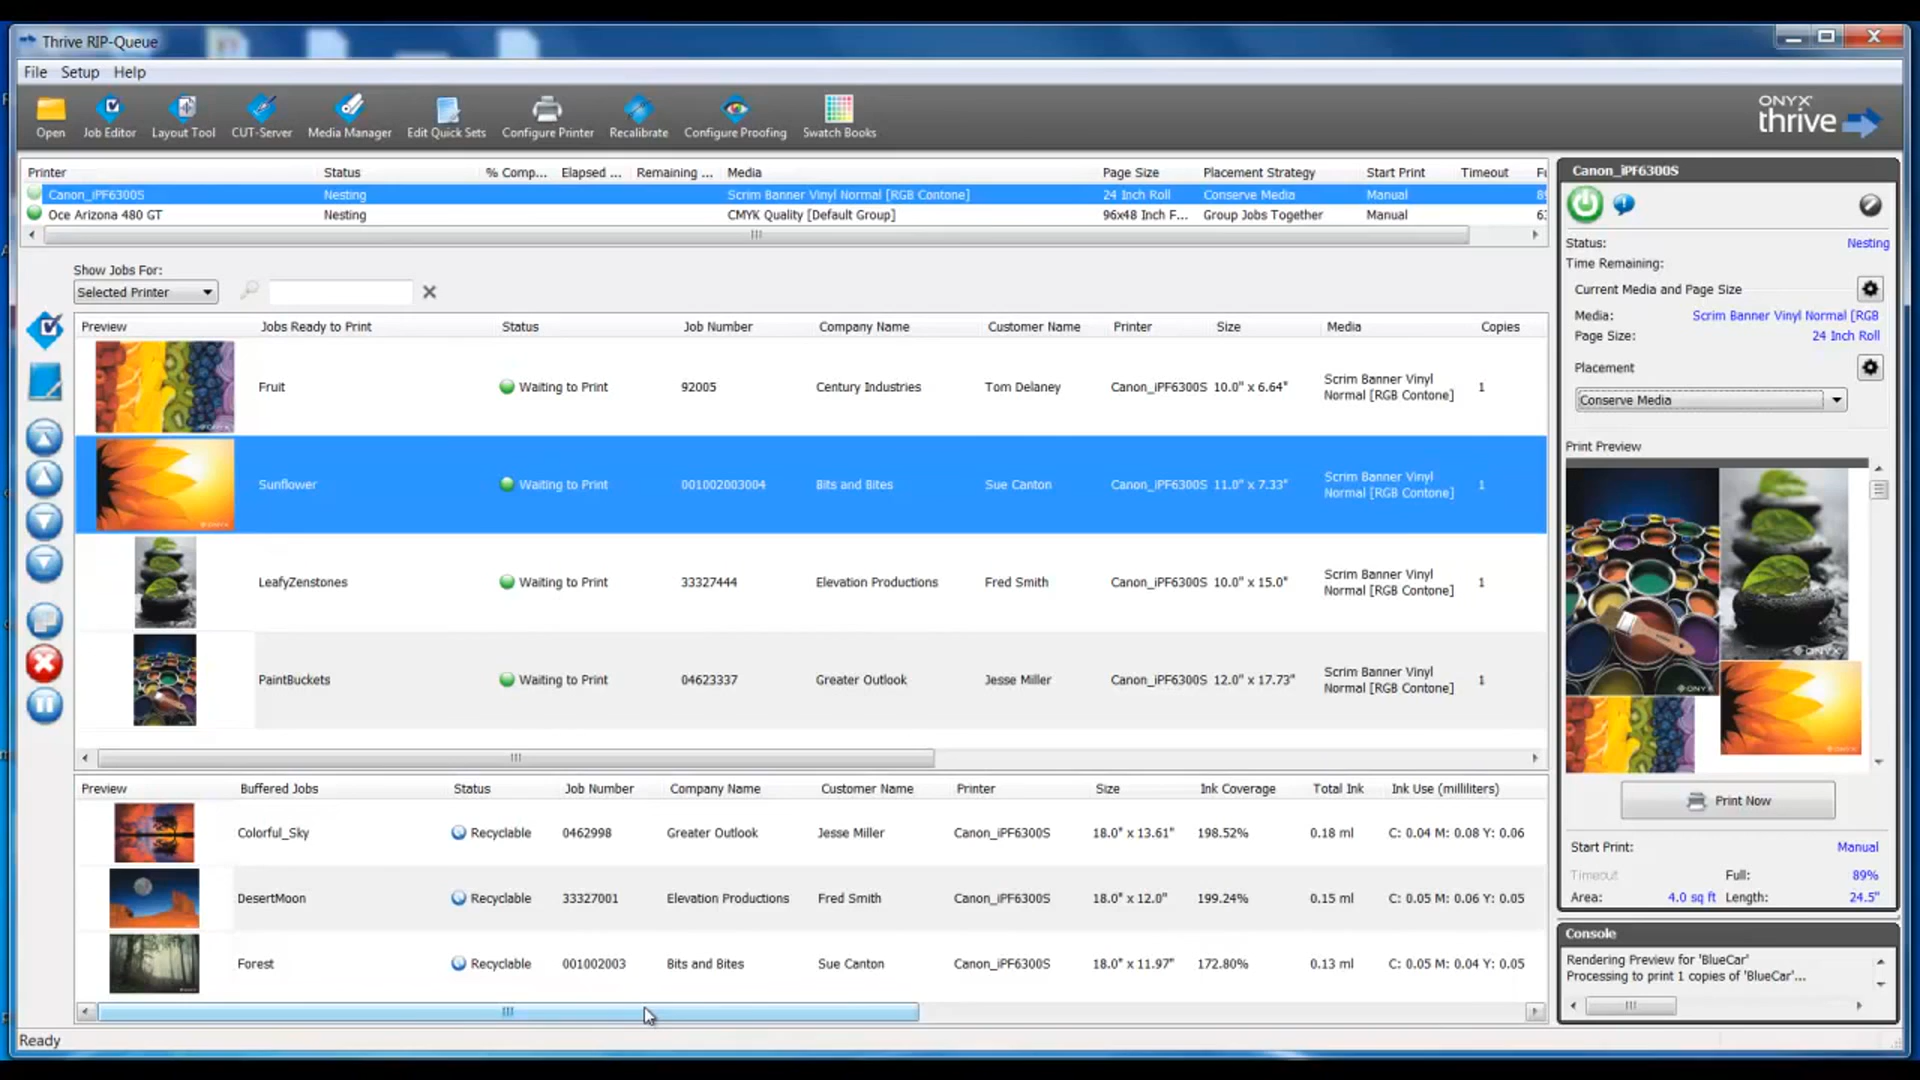 Thrive RIP-Queue
File Setup Help
Open Job Editor Layout Tool CUT-Server Media Manager Edit Quick Sets Configure Printer Recalibrate Configure Proofing Swatch Books
ONYX
thrive
Printer Status % Comp... Elapsed ... Remaining ... Media Page Size Placement Strategy Start Print Timeout
Canon_iPF6300S Nesting Scrim Banner Vinyl Normal [RGB Contone] 24 Inch Roll Conserve Media Manual
Oce Arizona 480 GT Nesting CMYK Quality [Default Group] 96x48 Inch F... Group Jobs Together Manual
Show Jobs For:
Selected Printer
Preview Jobs Ready to Print Status Job Number Company Name Customer Name Printer Size Media Copies
Fruit Waiting to Print 92005 Century Industries Tom Delaney Canon_iPF6300S 10.0" x 6.64" Scrim Banner Vinyl Normal [RGB Contone] 1
Sunflower Waiting to Print 001002003004 Bits and Bites Sue Canton Canon_iPF6300S 11.0" x 7.33" Scrim Banner Vinyl Normal [RGB Contone] 1
LeafyZenstones Waiting to Print 33327444 Elevation Productions Fred Smith Canon_iPF6300S 10.0" x 15.0" Scrim Banner Vinyl Normal [RGB Contone] 1
PaintBuckets Waiting to Print 04623337 Greater Outlook Jesse Miller Canon_iPF6300S 12.0" x 17.73" Scrim Banner Vinyl Normal [RGB Contone] 1
Preview Buffered Jobs Status Job Number Company Name Customer Name Printer Size Ink Coverage Total Ink Ink Use (milliliters)
Colorful_Sky Recyclable 0462998 Greater Outlook Jesse Miller Canon_iPF6300S 18.0" x 13.61" 198.52% 0.18 ml C: 0.04 M: 0.08 Y: 0.06
DesertMoon Recyclable 33327001 Elevation Productions Fred Smith Canon_iPF6300S 18.0" x 12.0" 199.24% 0.15 ml C: 0.05 M: 0.06 Y: 0.05
Forest Recyclable 001002003 Bits and Bites Sue Canton Canon_iPF6300S 18.0" x 11.97" 172.80% 0.13 ml C: 0.05 M: 0.04 Y: 0.05
Ready
Canon_iPF6300S
Status: Nesting
Time Remaining:
Current Media and Page Size
Media: Scrim Banner Vinyl Normal [RGB
Page Size: 24 Inch Roll
Placement
Conserve Media
Print Preview
ONYX
ONYX
Print Now
Start Print: Manual
Timeout Full: 89%
Area: 4.0 sq ft Length: 24.5"
Console
Rendering Preview for 'BlueCar'
Processing to print 1 copies of 'BlueCar'...